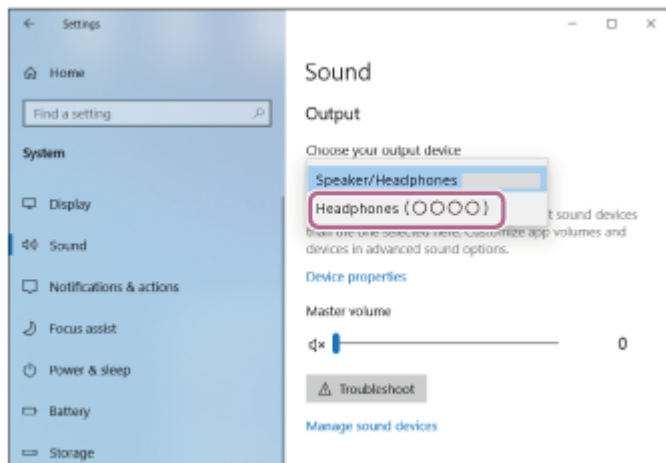 Settings
Home
Find a setting
System
Display
Sound
Notifications & actions
Focus assist
Power & sleep
Battery
Storage
Sound
Output
Choose your output device
Speaker/Headphones
Headphones (○○○○)
t sound devices
than the one selected here. Customize app volumes and
devices in advanced sound options.
Device properties
Master volume
0
Troubleshoot
Manage sound devices